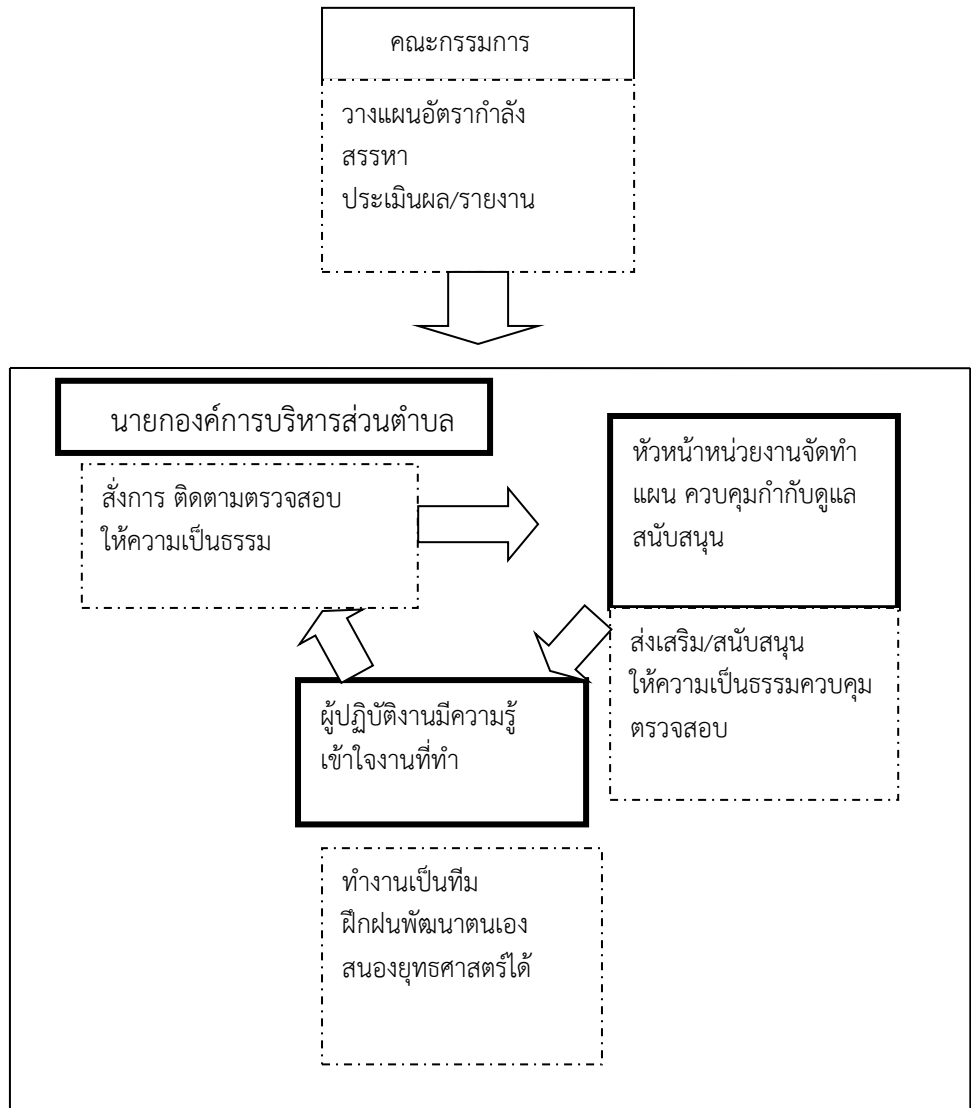 คณะกรรมการ
วางแผนอัตรากำลัง
สรรหา
ประเมินผล/รายงาน
นายกองค์การบริหารส่วนตำบล
สั่งการ ติดตามตรวจสอบ
ให้ความเป็นธรรม
หัวหน้าหน่วยงานจัดทำ
แผน ควบคุมกำกับดูแล
สนับสนุน
ส่งเสริม/สนับสนุน
ให้ความเป็นธรรมควบคุม
ตรวจสอบ
ผู้ปฏิบัติงานมีความรู้
เข้าใจงานที่ทำ
ทำงานเป็นทีม
ฝึกฝนพัฒนาตนเอง
สนองยุทธศาสตร์ได้